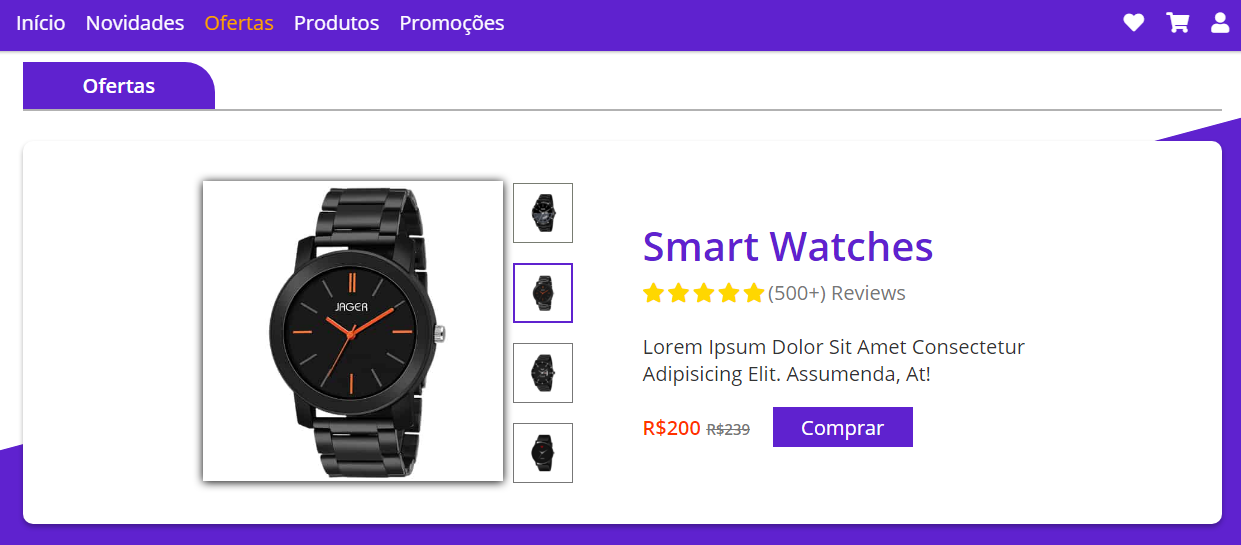 Início Novidades Ofertas Produtos Promoções
Ofertas
JAGER
Smart Watches
(500+) Reviews
Lorem Ipsum Dolor Sit Amet Consectetur
Adipisicing Elit. Assumenda, At!
R$200 R$239 Comprar